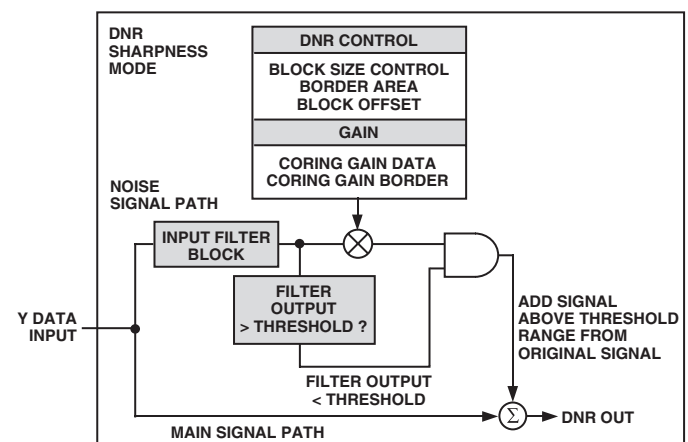 DNR
SHARPNESS
MODE
DNR CONTROL
BLOCK SIZE CONTROL
BORDER AREA
BLOCK OFFSET
GAIN
CORING GAIN DATA
CORING GAIN BORDER
NOISE
SIGNAL PATH
INPUT FILTER
BLOCK
FILTER
OUTPUT
> THRESHOLD ?
Y DATA
INPUT
FILTER OUTPUT
< THRESHOLD
ADD SIGNAL
ABOVE THRESHOLD
RANGE FROM
ORIGINAL SIGNAL
Σ
DNR OUT
MAIN SIGNAL PATH